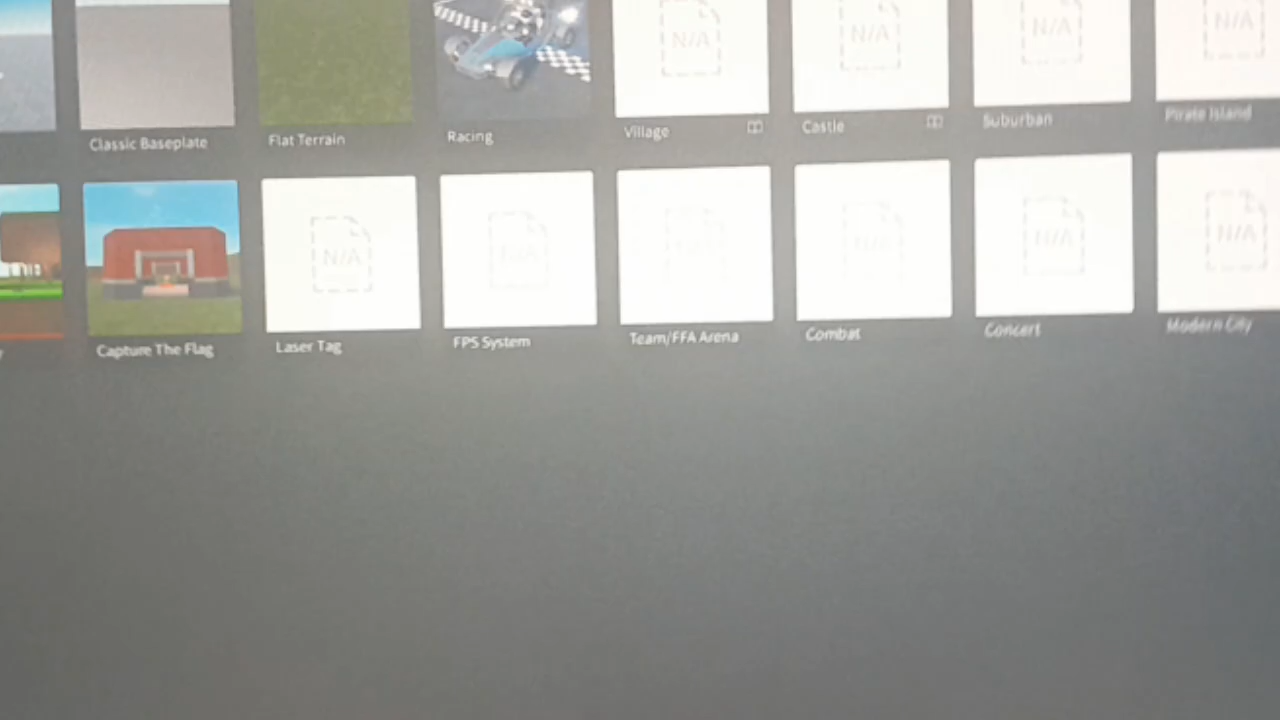 N/A
N/A
N/A
N/A
Classic Baseplate
Flat Terrain
Racing
Village
Castle
Suburban
Pirate Island
N/A
N/A
N/A
N/A
N/A
N/A
Capture The Flag
Laser Tag
FPS System
Team/FFA Arena
Combat
Concert
Modern City